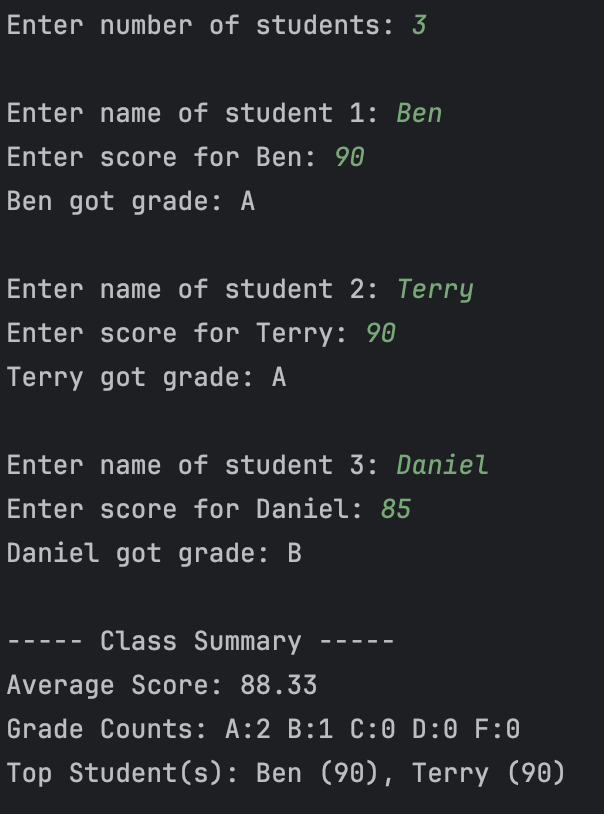 Enter number of students: 3
Enter name of student 1: Ben
Enter score for Ben: 90
Ben got grade: A
Enter name of student 2: Terry
Enter score for Terry: 90
Terry got grade: A
Enter name of student 3: Daniel
Enter score for Daniel: 85
Daniel got grade: B
----- Class Summary -----
Average Score: 88.33
Grade Counts: A:2 B:1 C:0 D:0 F:0
Top Student(s): Ben (90), Terry (90)